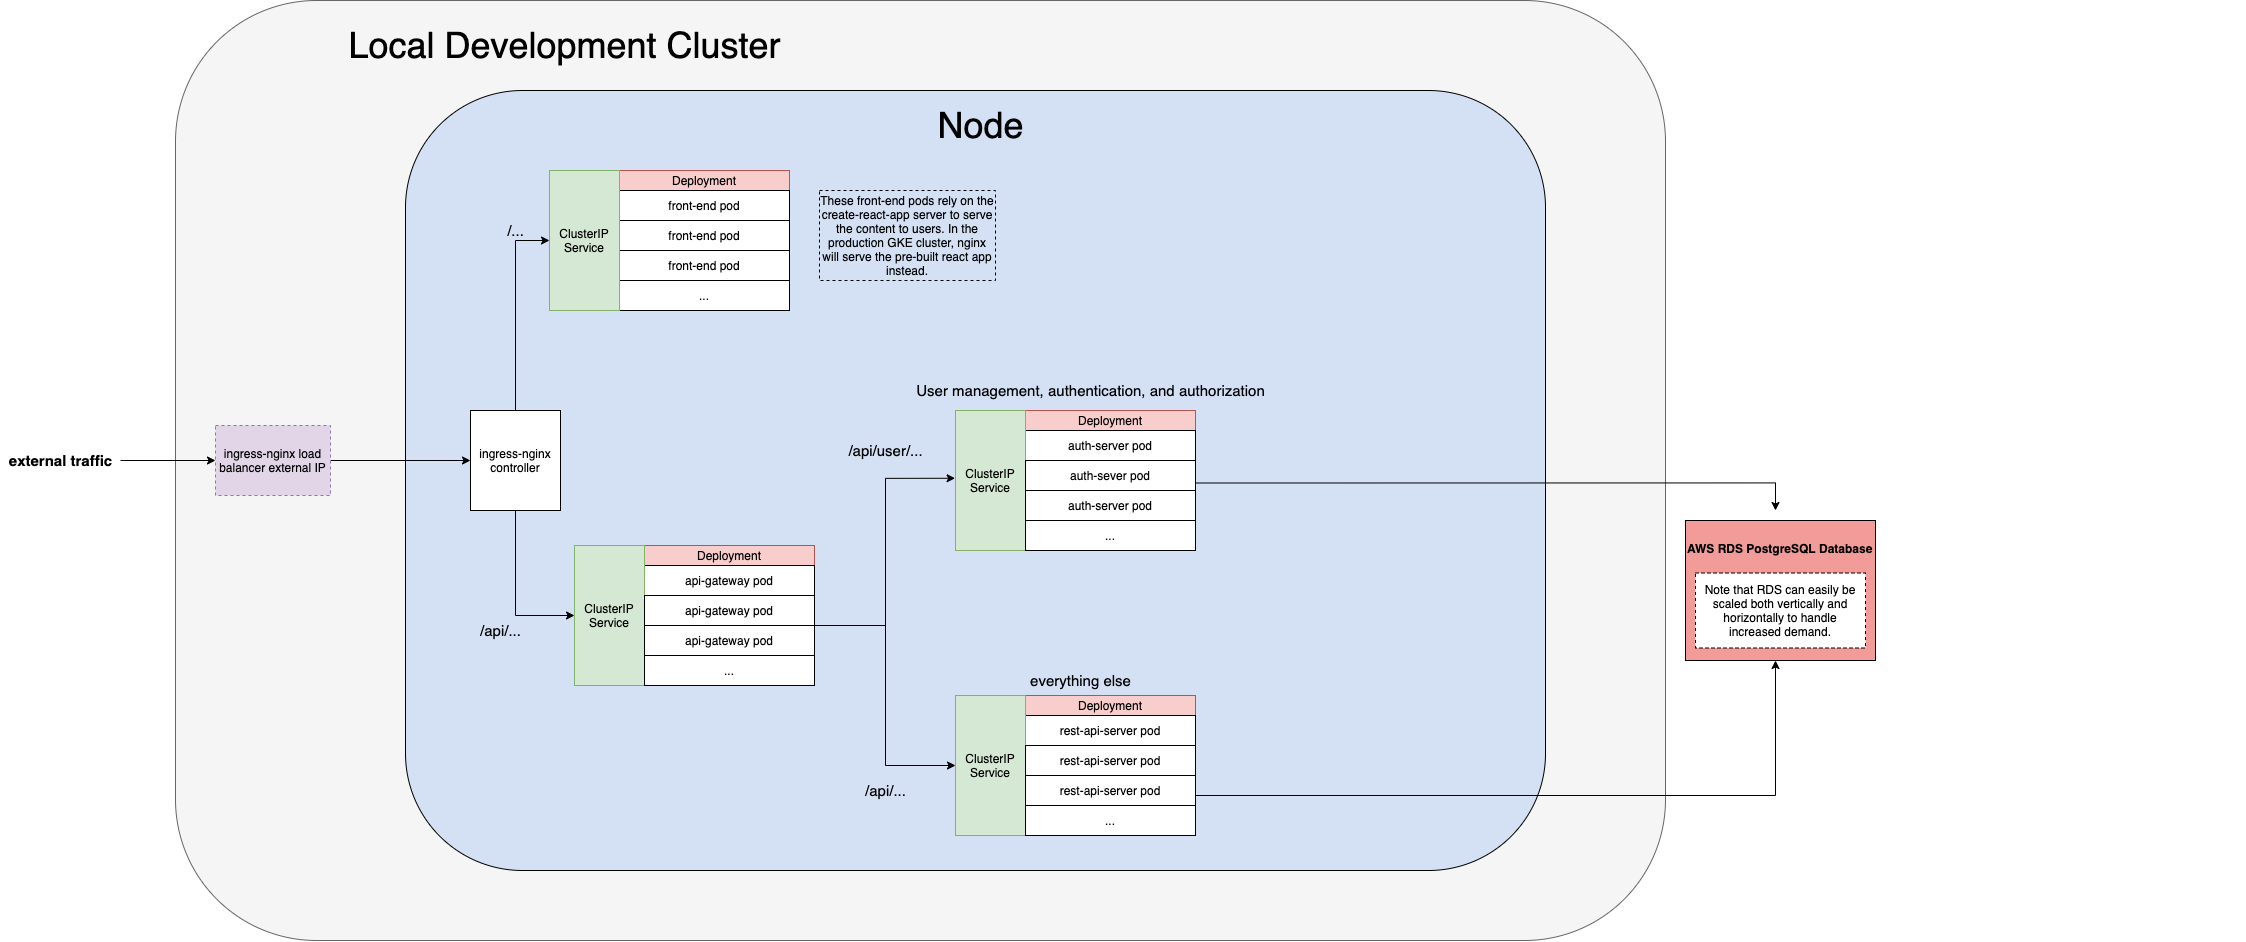 Local Development Cluster
Node
Deployment
front-end pod
front-end pod
front-end pod
...
ClusterIP
Service
/...
These front-end pods rely on the
create-react-app server to serve
the content to users. In the
production GKE cluster, nginx
will serve the pre-built react app
instead.
external traffic
ingress-nginx load
balancer external IP
ingress-nginx
controller
/api/...
ClusterIP
Service
Deployment
api-gateway pod
api-gateway pod
api-gateway pod
...
User management, authentication, and authorization
/api/user/...
ClusterIP
Service
Deployment
auth-server pod
auth-sever pod
auth-server pod
...
everything else
/api/...
ClusterIP
Service
Deployment
rest-api-server pod
rest-api-server pod
rest-api-server pod
...
AWS RDS PostgreSQL Database
Note that RDS can easily be
scaled both vertically and
horizontally to handle
increased demand.